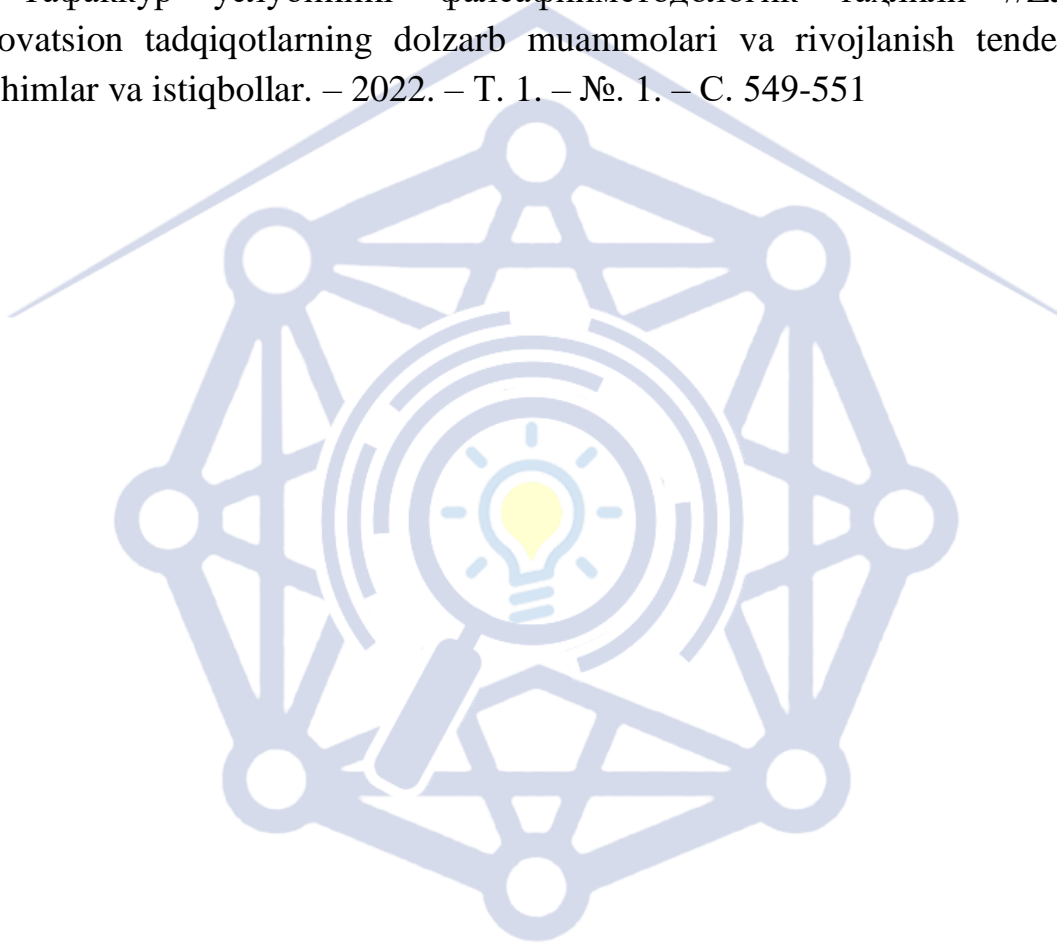 ovatsion tadqiqotlarning dolzarb muammolari va rivojlanish tende
himlar va istiqbollar. – 2022. – Т. 1. – №. 1. – С. 549-551